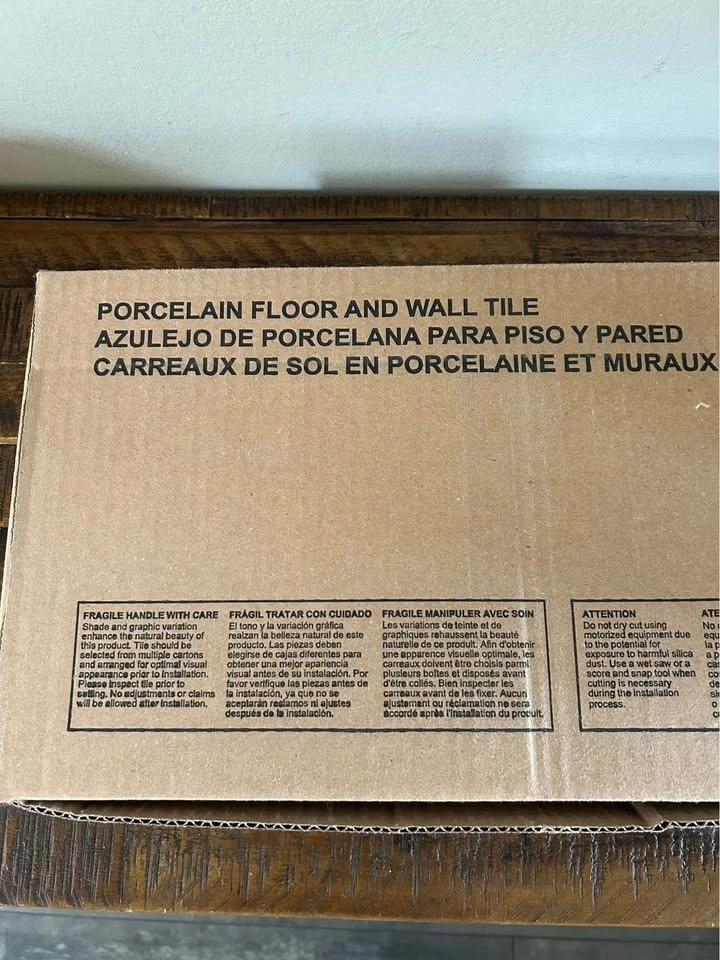 PORCELAIN FLOOR AND WALL TILE
AZULEJO DE PORCELANA PARA PISO Y PARED
CARREAUX DE SOL EN PORCELAINE ET MURAUX
FRAGILE HANDLE WITH CARE
Shade and graphic variation
enhance the natural beauty of
this product. Tile should be
selected from multiple cartons
and arranged for optimal visual
appearance prior to installation.
Please inspect tile prior to
setting. No adjustments or claims
will be allowed after installation.
FRÁGIL TRATAR CON CUIDADO
El tono y la variación gráfica
realzan la belleza natural de este
producto. Las piezas deben
elegirse de cajas diferentes para
obtener una mejor apariencia
visual antes de su instalación. Por
favor verifique las piezas antes de
la instalación, ya que no se
aceptarán reclamos ni ajustes
después de la instalación.
FRAGILE MANIPULER AVEC SOIN
Les variations de teinte et de
graphiques rehaussent la beauté
naturelle de ce produit. Afin d'obtenir
une apparence visuelle optimale, les
carreaux doivent être choisis parmi
plusieurs boîtes et disposés avant
d'être collés. Bien inspecter les
carreaux avant de les fixer. Aucun
ajustement ou réclamation ne sera
accordé après l'installation du produit.
ATTENTION
Do not dry cut using
motorized equipment due
to the potential for
exposure to harmful silica
dust. Use a wet saw or a
score and snap tool when
cutting is necessary
during the installation
process.